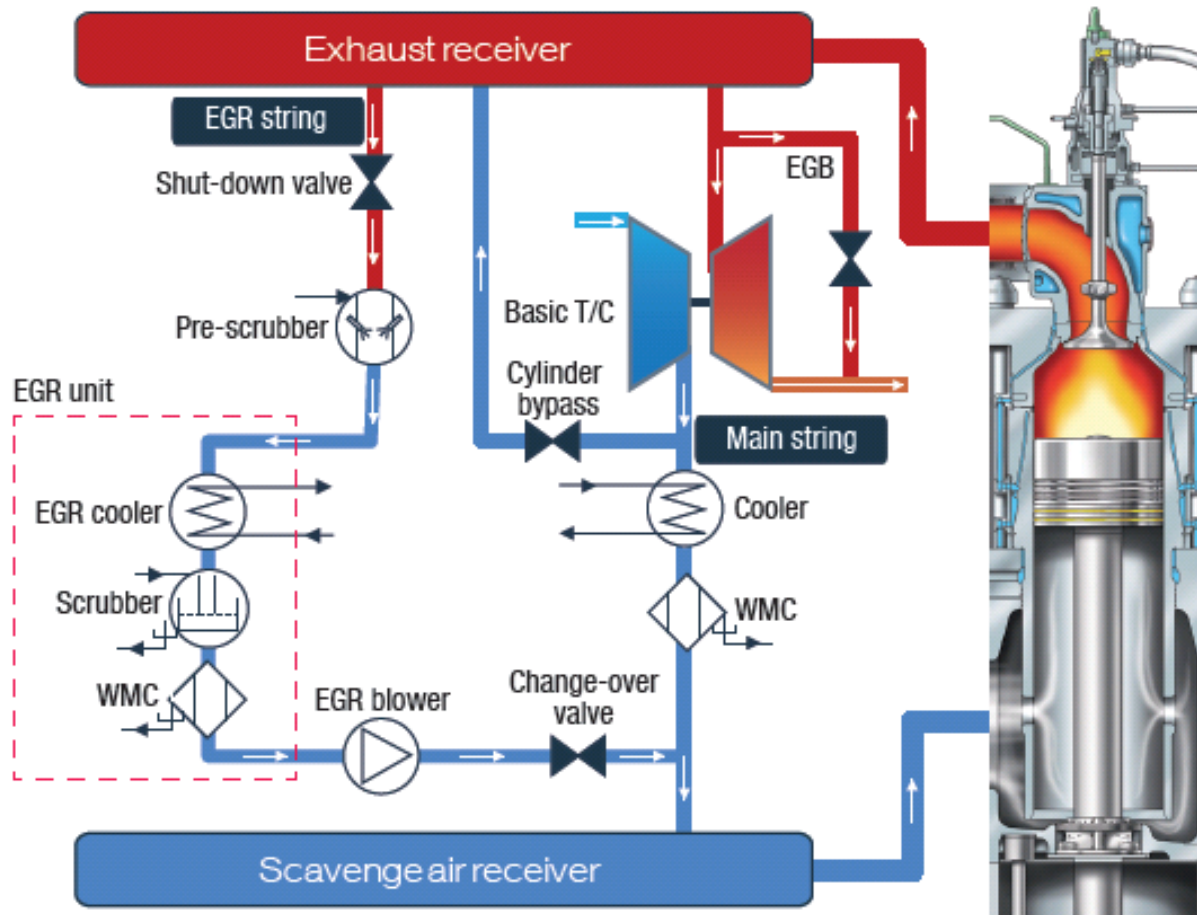 Exhaust receiver
EGR string
Shut-down valve
EGB
Pre-scrubber
Basic T/C
Cylinder
bypass
EGR unit
Main string
EGR cooler
Cooler
Scrubber
WMC
WMC
EGR blower
Change-over
valve
Scavenge air receiver